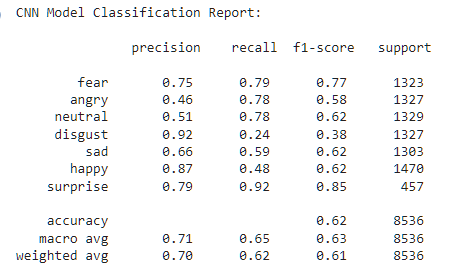 CNN Model Classification Report:
precision recall f1-score support
fear 0.75 0.79 0.77 1323
angry 0.46 0.78 0.58 1327
neutral 0.51 0.78 0.62 1329
disgust 0.92 0.24 0.38 1327
sad 0.66 0.59 0.62 1303
happy 0.87 0.48 0.62 1470
surprise 0.79 0.92 0.85 457
accuracy 0.62 8536
macro avg 0.71 0.65 0.63 8536
weighted avg 0.70 0.62 0.61 8536